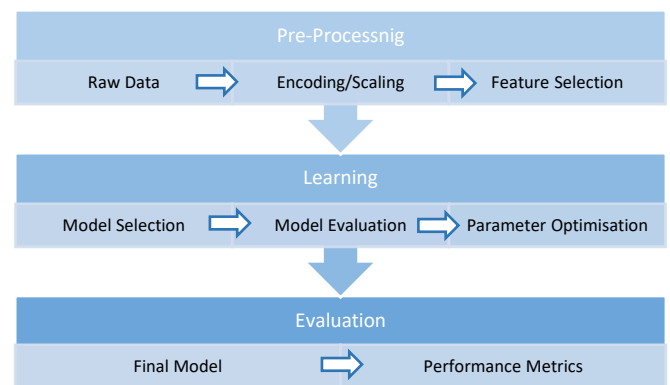 Pre-Processnig
Raw Data Encoding/Scaling Feature Selection
Learning
Model Selection Model Evaluation Parameter Optimisation
Evaluation
Final Model Performance Metrics